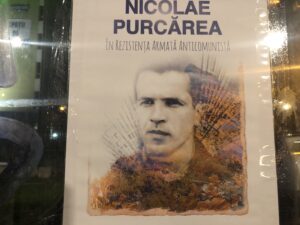 NICOLAE
PURCĂREA
ÎN REZISTENȚA ARMATĂ ANTICOMUNISTĂ